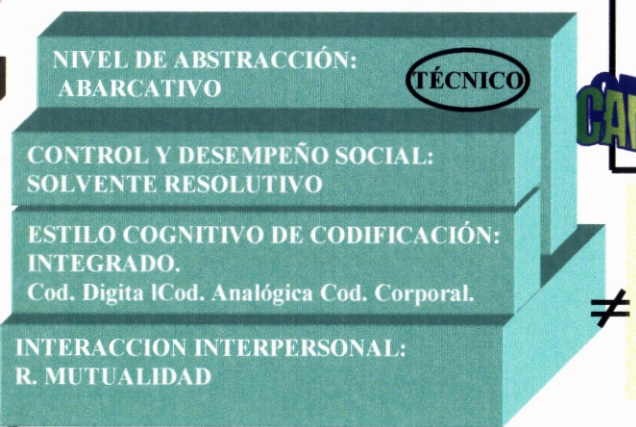 NIVEL DE ABSTRACCIÓN:
ABARCATIVO
TÉCNICO
CONTROL Y DESEMPEÑO SOCIAL:
SOLVENTE RESOLUTIVO
ESTILO COGNITIVO DE CODIFICACIÓN:
INTEGRADO.
Cod. Digita lCod. Analógica Cod. Corporal.
INTERACCION INTERPERSONAL:
R. MUTUALIDAD
≠